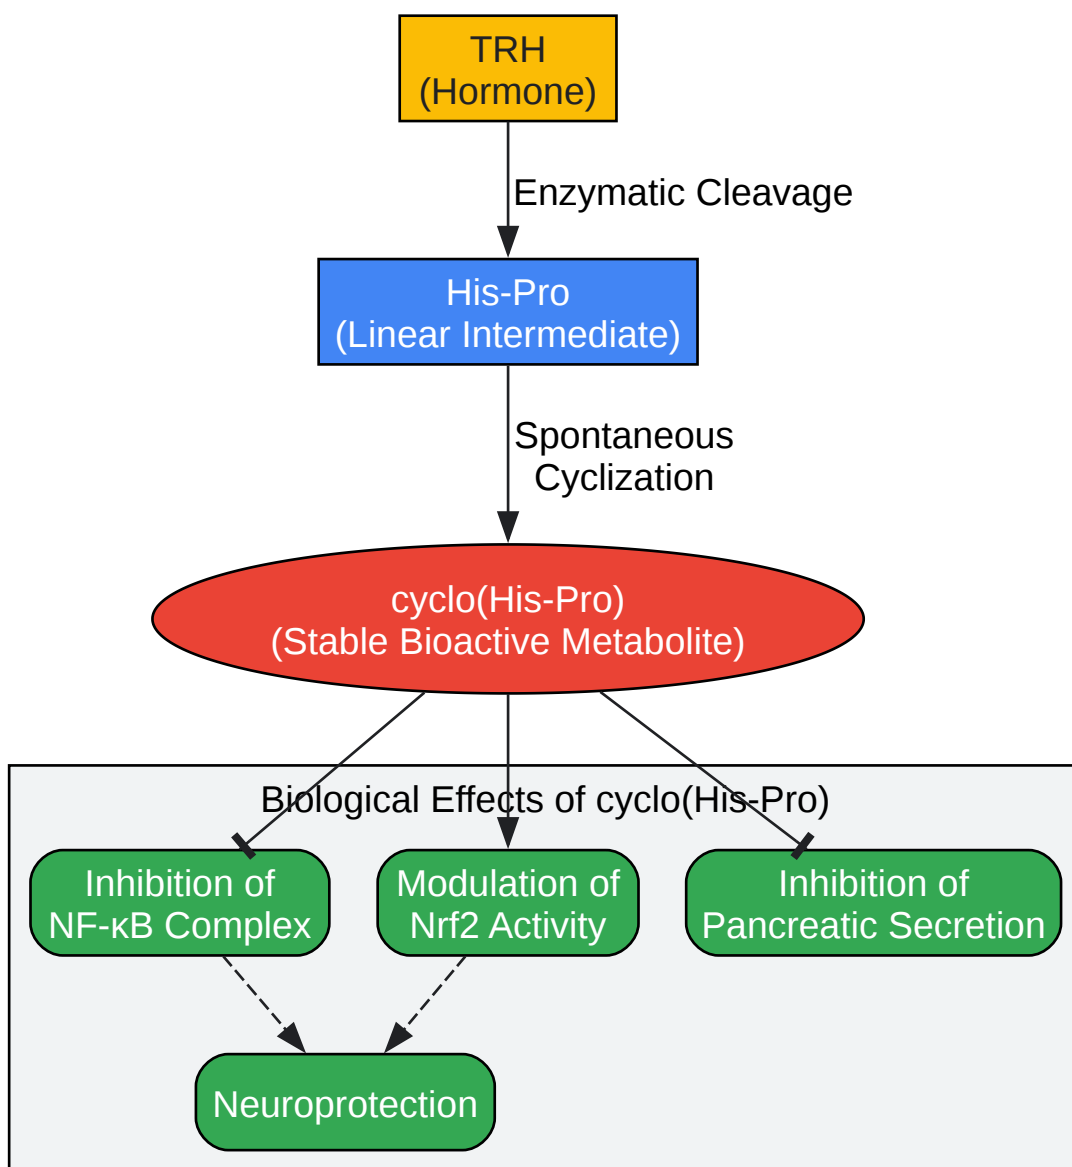 TRH
(Hormone)
Enzymatic Cleavage
His-Pro
(Linear Intermediate)
Spontaneous
Cyclization
cyclo(His-Pro)
(Stable Bioactive Metabolite)
Biological Effects of cyclo(His-Pro)
Inhibition of
NF-κB Complex
Modulation of
Nrf2 Activity
Inhibition of
Pancreatic Secretion
Neuroprotection